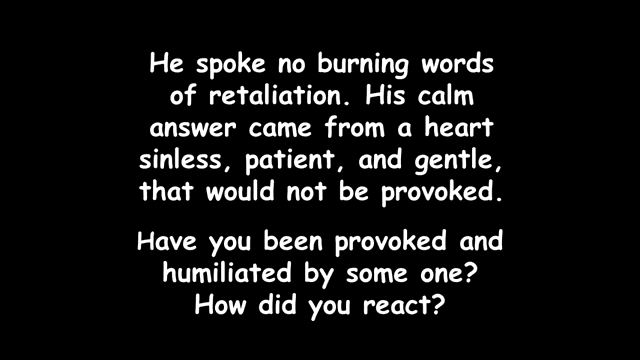 He spoke no burning words
of retaliation. His calm
answer came from a heart
sinless, patient, and gentle,
that would not be provoked.
Have you been provoked and
humiliated by some one?
How did you react?